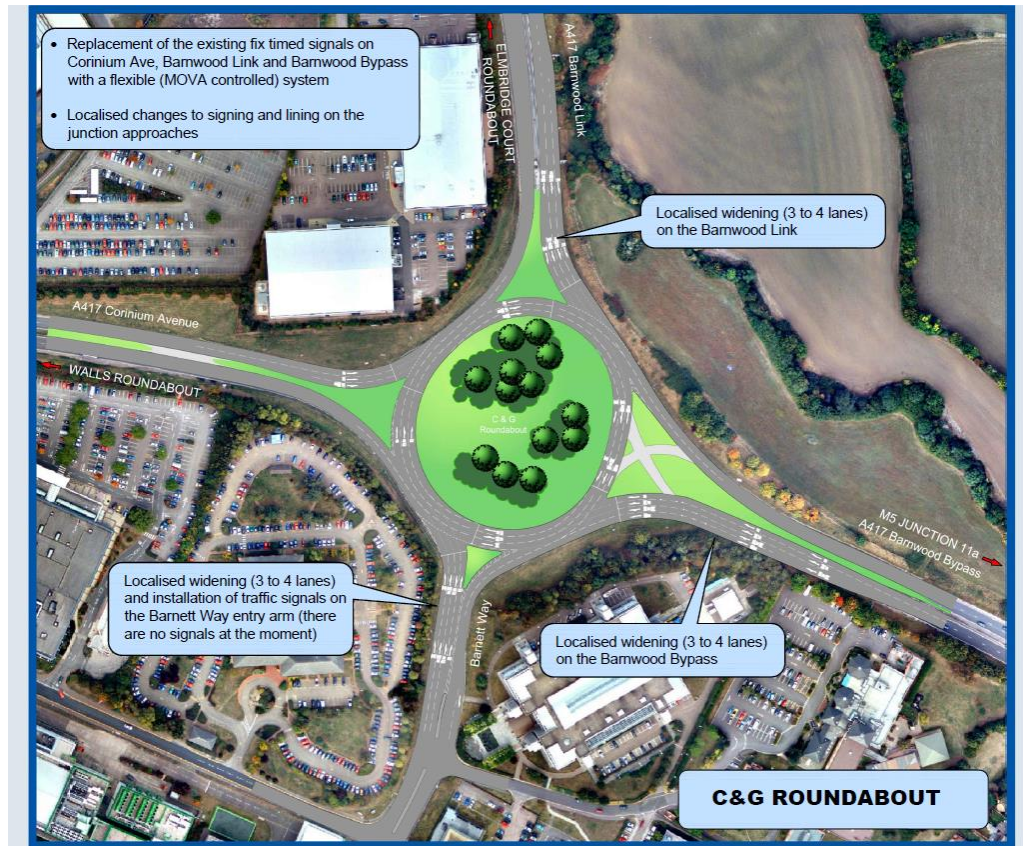 • Replacement of the existing fix timed signals on
Corinium Ave, Barnwood Link and Barnwood Bypass
with a flexible (MOVA controlled) system
• Localised changes to signing and lining on the
junction approaches
ELMBRIDGE COURT
ROUNDABOUT
A417 Barnwood Link
Localised widening (3 to 4 lanes)
on the Barnwood Link
A417 Corinium Avenue
WALLS ROUNDABOUT
C & G
Roundabout
M5 JUNCTION 11a
A417 Barnwood Bypass
Localised widening (3 to 4 lanes)
and installation of traffic signals on
the Barnett Way entry arm (there
are no signals at the moment)
Barnett Way
Localised widening (3 to 4 lanes)
on the Barnwood Bypass
C&G ROUNDABOUT